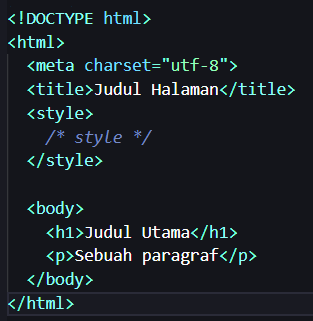 <!DOCTYPE html>
<html>
  <meta charset="utf-8">
  <title>Judul Halaman</title>
  <style>
    /* style */
  </style>

  <body>
    <h1>Judul Utama</h1>
    <p>Sebuah paragraf</p>
  </body>
</html>